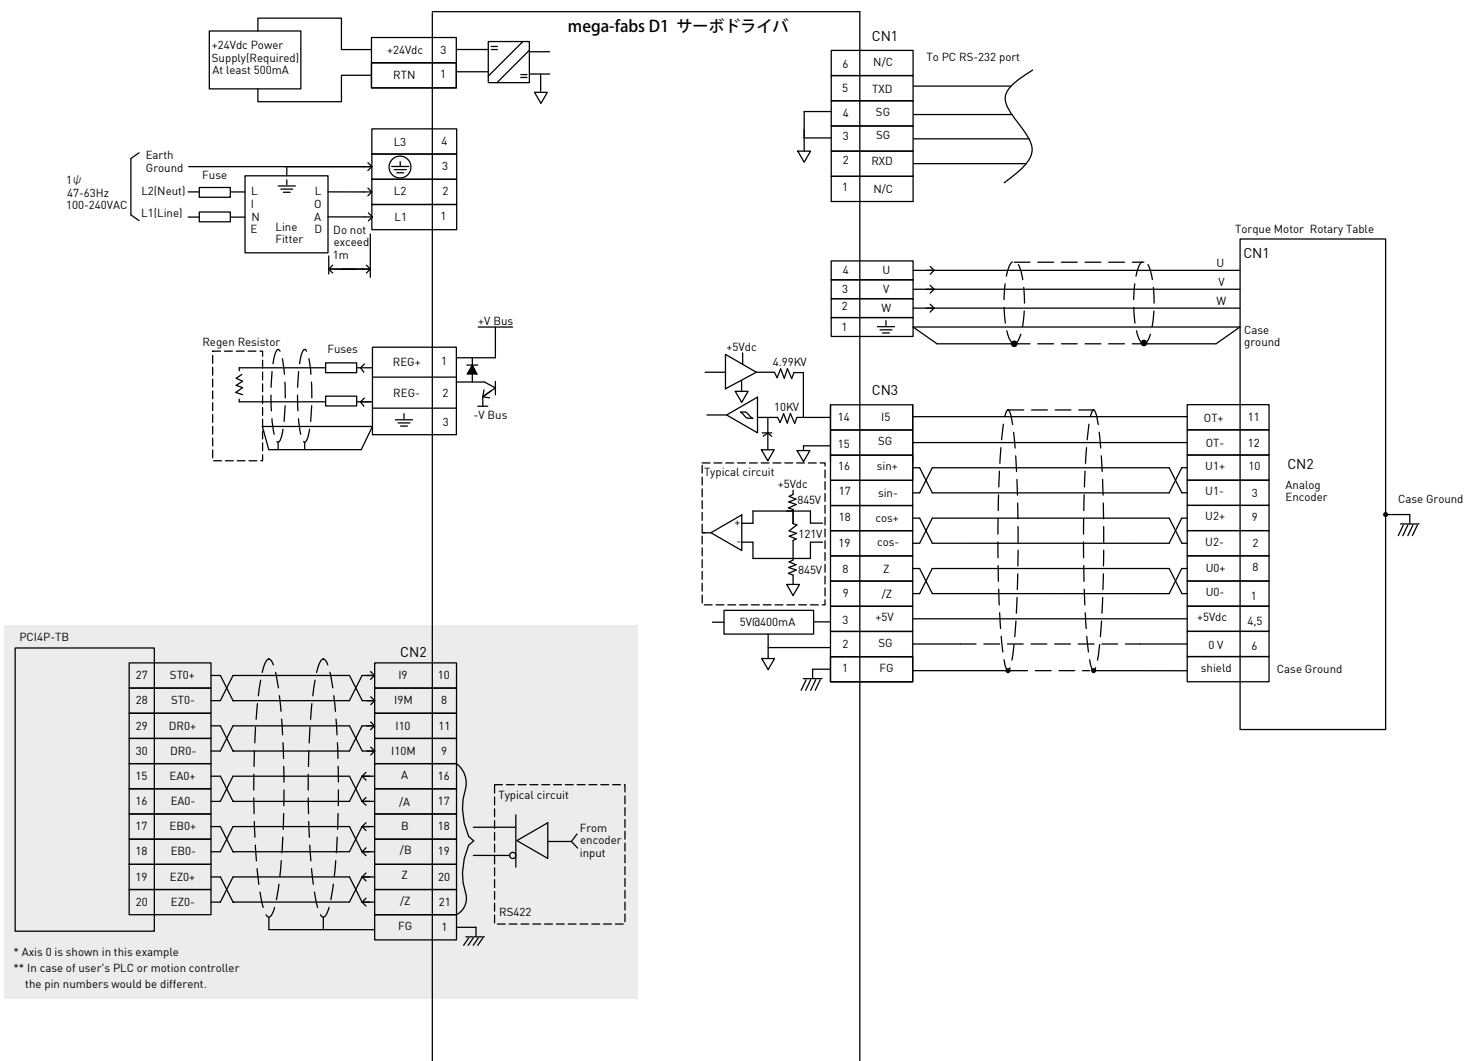 mega-fabs D1 サーボドライバ
+24Vdc Power
Supply(Required)
At least 500mA
+24Vdc 3
RTN 1
L3 4
3
L2 2
L1 1
Earth
Ground
Fuse
1ψ
47-63Hz
100-240VAC
L2(Neut)
L1(Line)
LINE
LOAD
Line
Fitter
Do not
exceed
1m
Regen Resistor
Fuses
REG+ 1
REG- 2
3
+V Bus
-V Bus
CN1
6 N/C
5 TXD
4 SG
3 SG
2 RXD
1 N/C
To PC RS-232 port
4 U
3 V
2 W
1
U
V
W
Case
ground
Torque Motor Rotary Table
CN1
+5Vdc
4.99KV
10KV
CN3
14 I5
15 SG
16 sin+
17 sin-
18 cos+
19 cos-
8 Z
9 /Z
3 +5V
2 SG
1 FG
Typical circuit
+5Vdc
845V
+
121V
-
845V
5V@400mA
OT+ 11
OT- 12
U1+ 10
U1- 3
U2+ 9
U2- 2
U0+ 8
U0- 1
+5Vdc 4,5
0 V 6
shield
CN2
Analog
Encoder
Case Ground
Case Ground
PCI4P-TB
27 ST0+
28 ST0-
29 DR0+
30 DR0-
15 EA0+
16 EA0-
17 EB0+
18 EB0-
19 EZ0+
20 EZ0-
CN2
I9 10
I9M 8
I10 11
I10M 9
A 16
/A 17
B 18
/B 19
Z 20
/Z 21
FG 1
Typical circuit
From
encoder
input
RS422
* Axis 0 is shown in this example
** In case of user's PLC or motion controller
the pin numbers would be different.